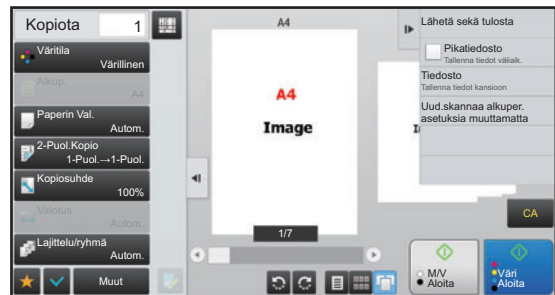 Kopiota 1
Väritila
Värillinen
Alkup.
A4
Paperin Val.
Autom.
2-Puol.Kopio
1-Puol.→1-Puol.
Kopiosuhde
100%
Valotus
Autom.
Lajittelu/ryhmä
Autom.
Muut
A4
A4
Image
1/7
Lähetä sekä tulosta
Pikatiedosto
Tallenna tiedot väliaik.
Tiedosto
Tallenna tiedot kansioon
Uud.skannaa alkuper.
asetuksia muuttamatta
CA
M/V
Aloita
Väri
Aloita